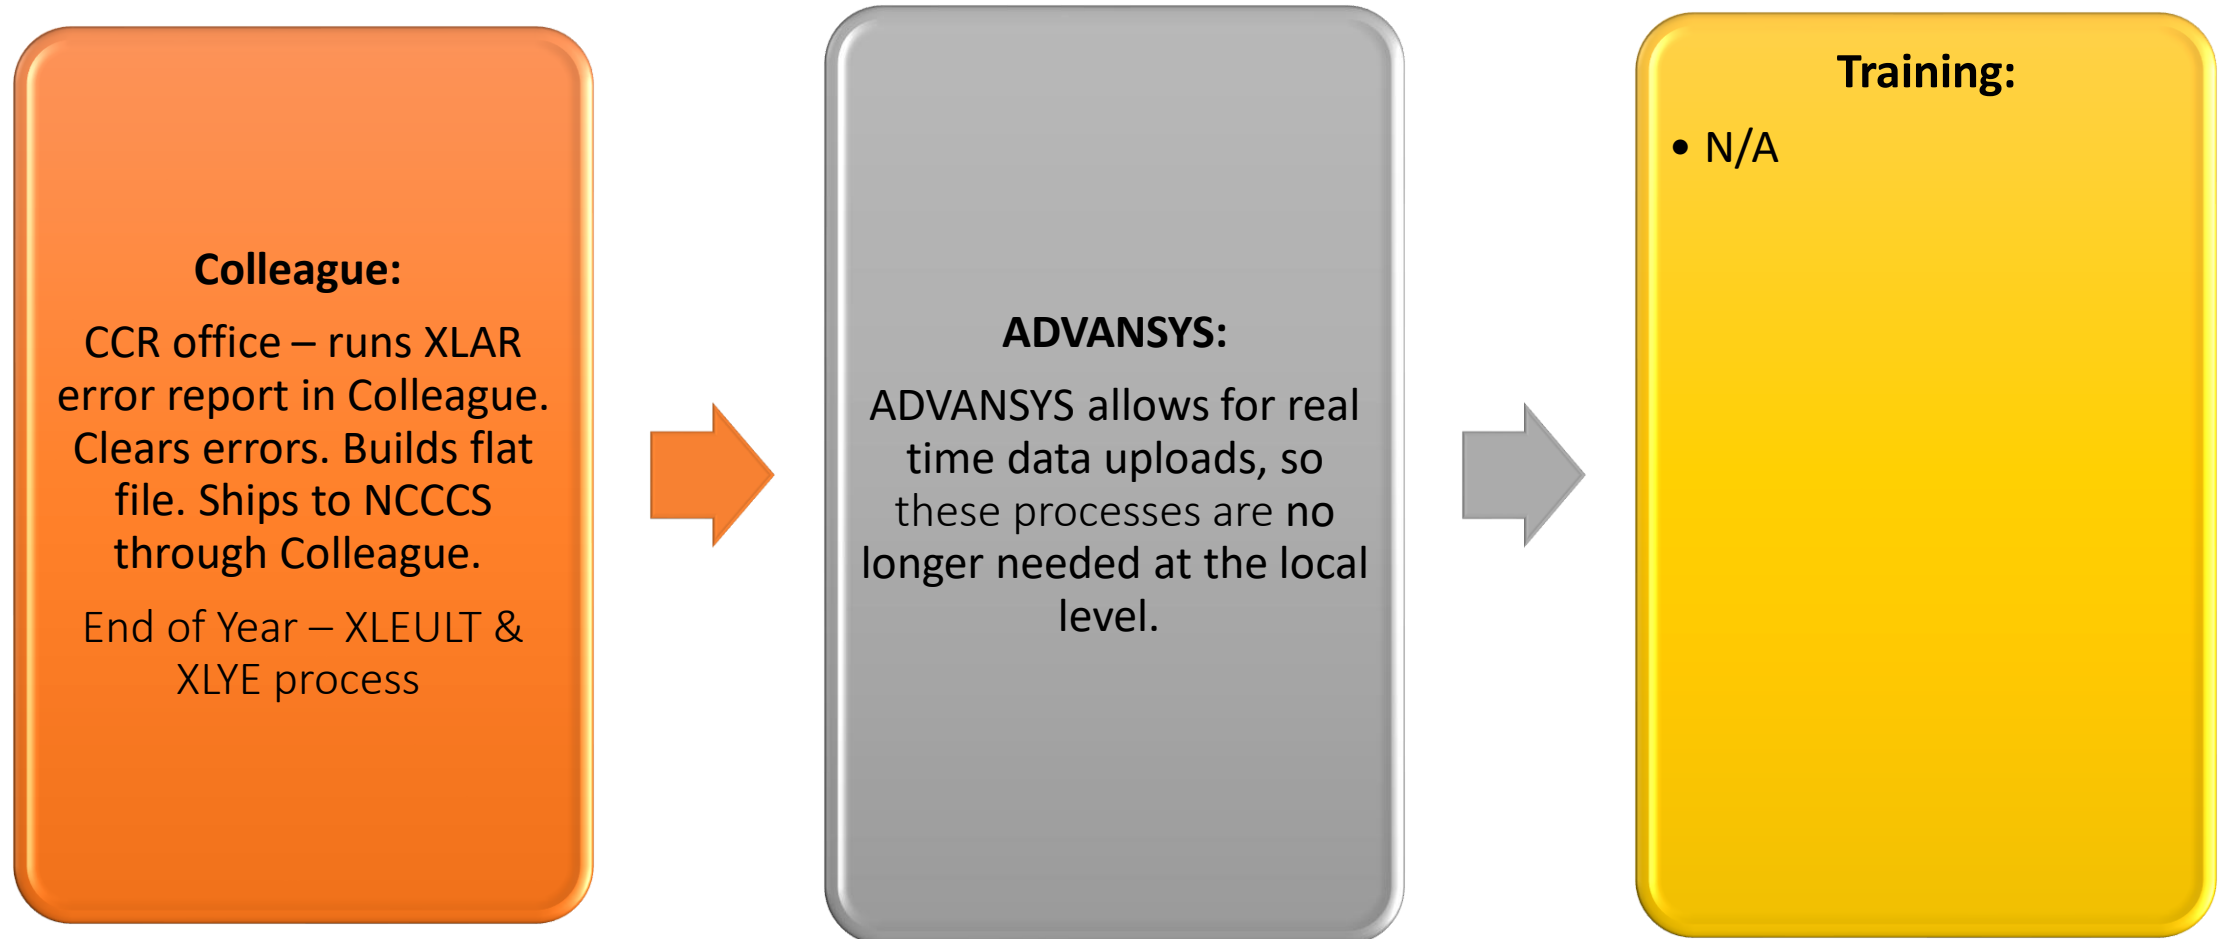 Colleague:
CCR office – runs XLAR
error report in Colleague.
Clears errors. Builds flat
file. Ships to NCCCS
through Colleague.
End of Year – XLEULT &
XLYE process
ADVANSYS:
ADVANSYS allows for real
time data uploads, so
these processes are no
longer needed at the local
level.
Training:
• N/A